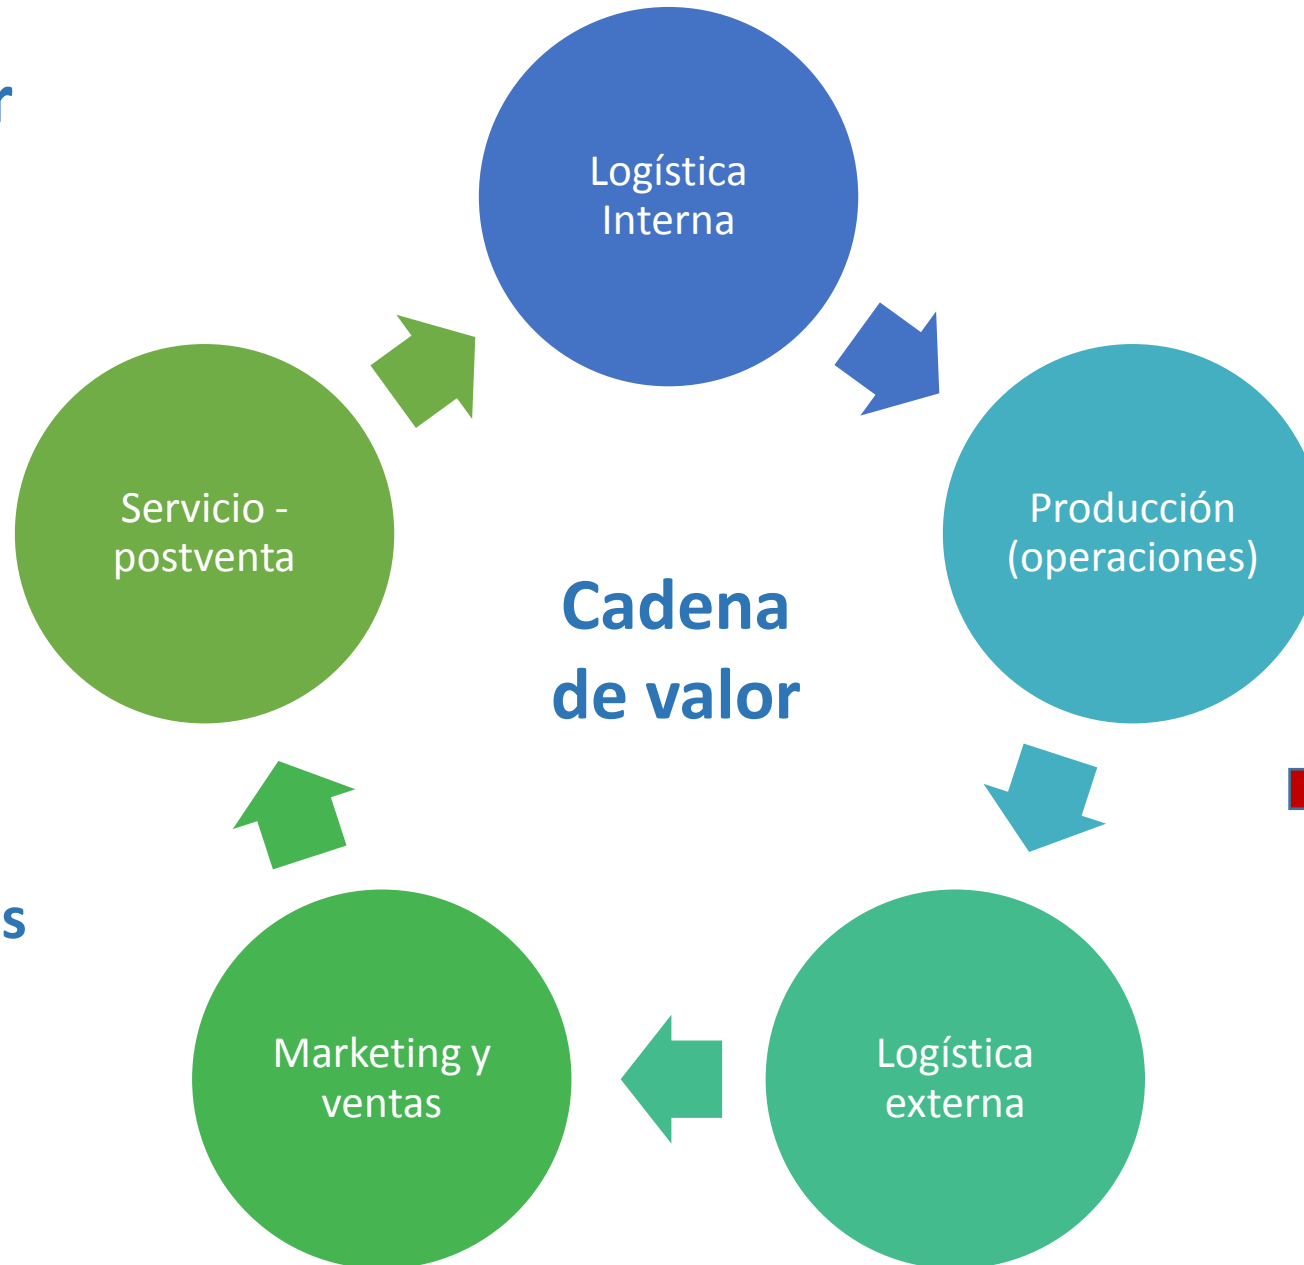 r
Logística
Interna
Servicio -
postventa
Producción
(operaciones)
Cadena
de valor
s
Marketing y
ventas
Logística
externa